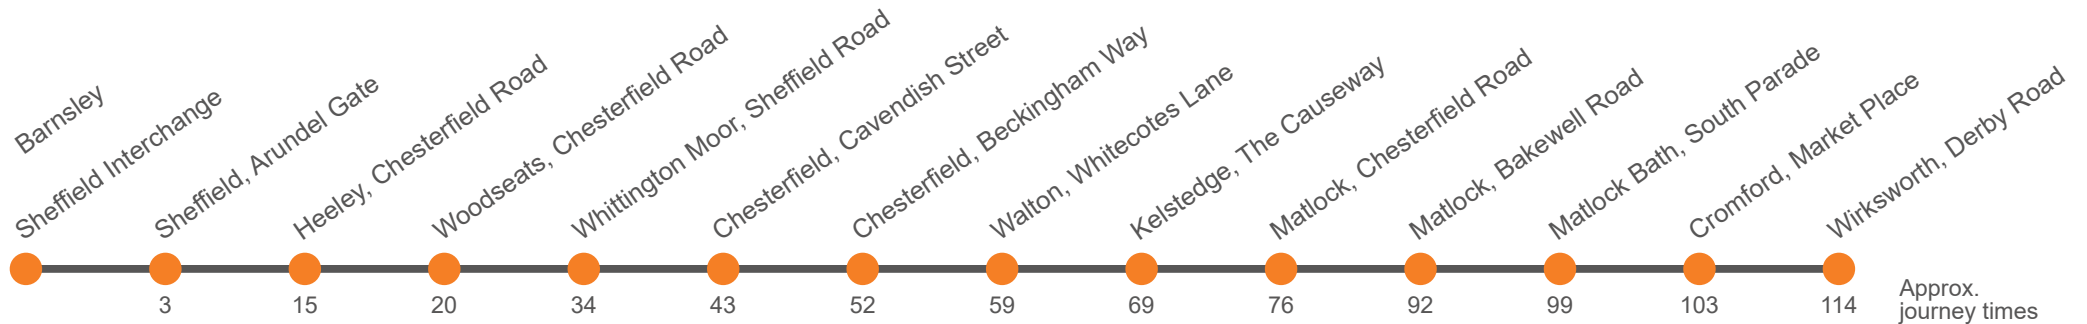 Barnsley
Sheffield Interchange
Sheffield, Arundel Gate
Heeley, Chesterfield Road
Woodseats, Chesterfield Road
Whittington Moor, Sheffield Road
Chesterfield, Cavendish Street
Chesterfield, Beckingham Way
Walton, Whitecotes Lane
Kelstedge, The Causeway
Matlock, Chesterfield Road
Matlock, Bakewell Road
Matlock Bath, South Parade
Cromford, Market Place
Wirksworth, Derby Road
3 15 20 34 43 52 59 69 76 92 99 103 114
Approx.
journey times